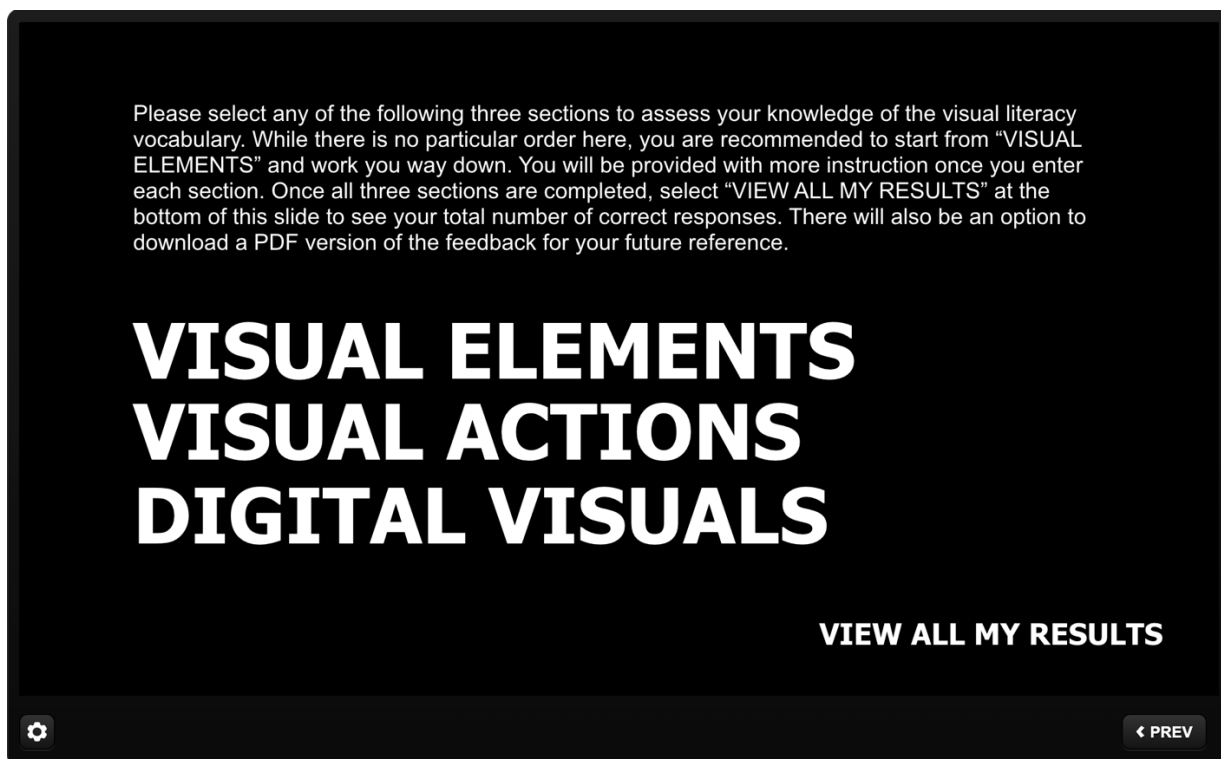 Please select any of the following three sections to assess your knowledge of the visual literacy
vocabulary. While there is no particular order here, you are recommended to start from “VISUAL
ELEMENTS” and work you way down. You will be provided with more instruction once you enter
each section. Once all three sections are completed, select “VIEW ALL MY RESULTS” at the
bottom of this slide to see your total number of correct responses. There will also be an option to
download a PDF version of the feedback for your future reference.
VISUAL ELEMENTS
VISUAL ACTIONS
DIGITAL VISUALS
VIEW ALL MY RESULTS
PREV